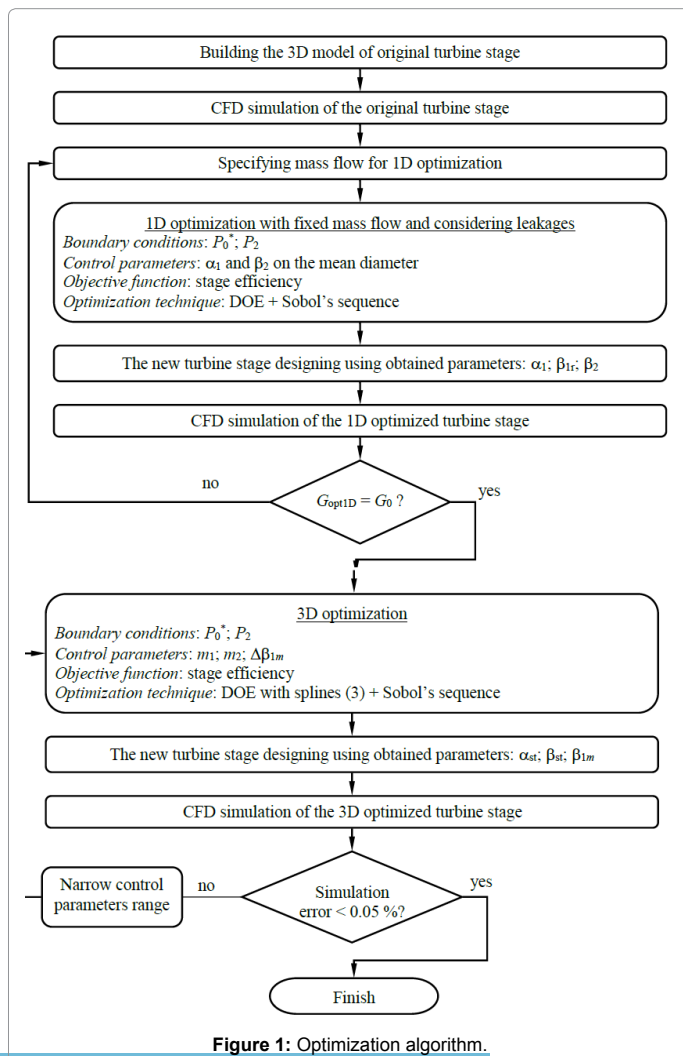 Building the 3D model of original turbine stage
CFD simulation of the original turbine stage
Specifying mass flow for 1D optimization
1D optimization with fixed mass flow and considering leakages
Boundary conditions: P₀*; P₂
Control parameters: α₁ and β₂ on the mean diameter
Objective function: stage efficiency
Optimization technique: DOE + Sobol's sequence
The new turbine stage designing using obtained parameters: α₁; β₁ᵣ; β₂
CFD simulation of the 1D optimized turbine stage
no
yes
G_opt1D = G₀ ?
3D optimization
Boundary conditions: P₀*; P₂
Control parameters: m₁; m₂; Δβ₁ₘ
Objective function: stage efficiency
Optimization technique: DOE with splines (3) + Sobol's sequence
The new turbine stage designing using obtained parameters: αₛₜ; βₛₜ; β₁ₘ
CFD simulation of the 3D optimized turbine stage
Narrow control
parameters range
no
Simulation
error < 0.05 %?
yes
Finish
Figure 1: Optimization algorithm.